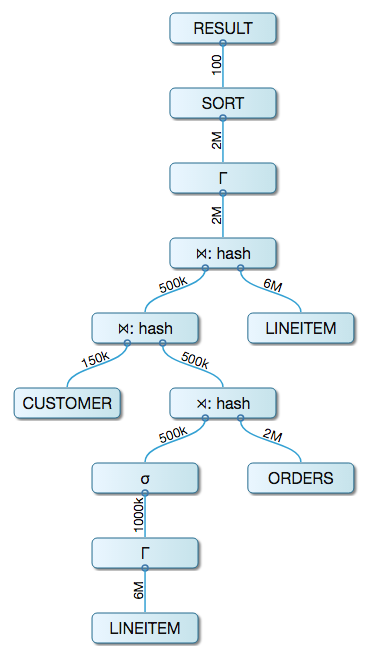 RESULT
100
SORT
2M
Γ
2M
⋈: hash
500k
6M
⋈: hash
LINEITEM
150k
500k
CUSTOMER
⋊: hash
500k
2M
σ
ORDERS
1000k
Γ
6M
LINEITEM